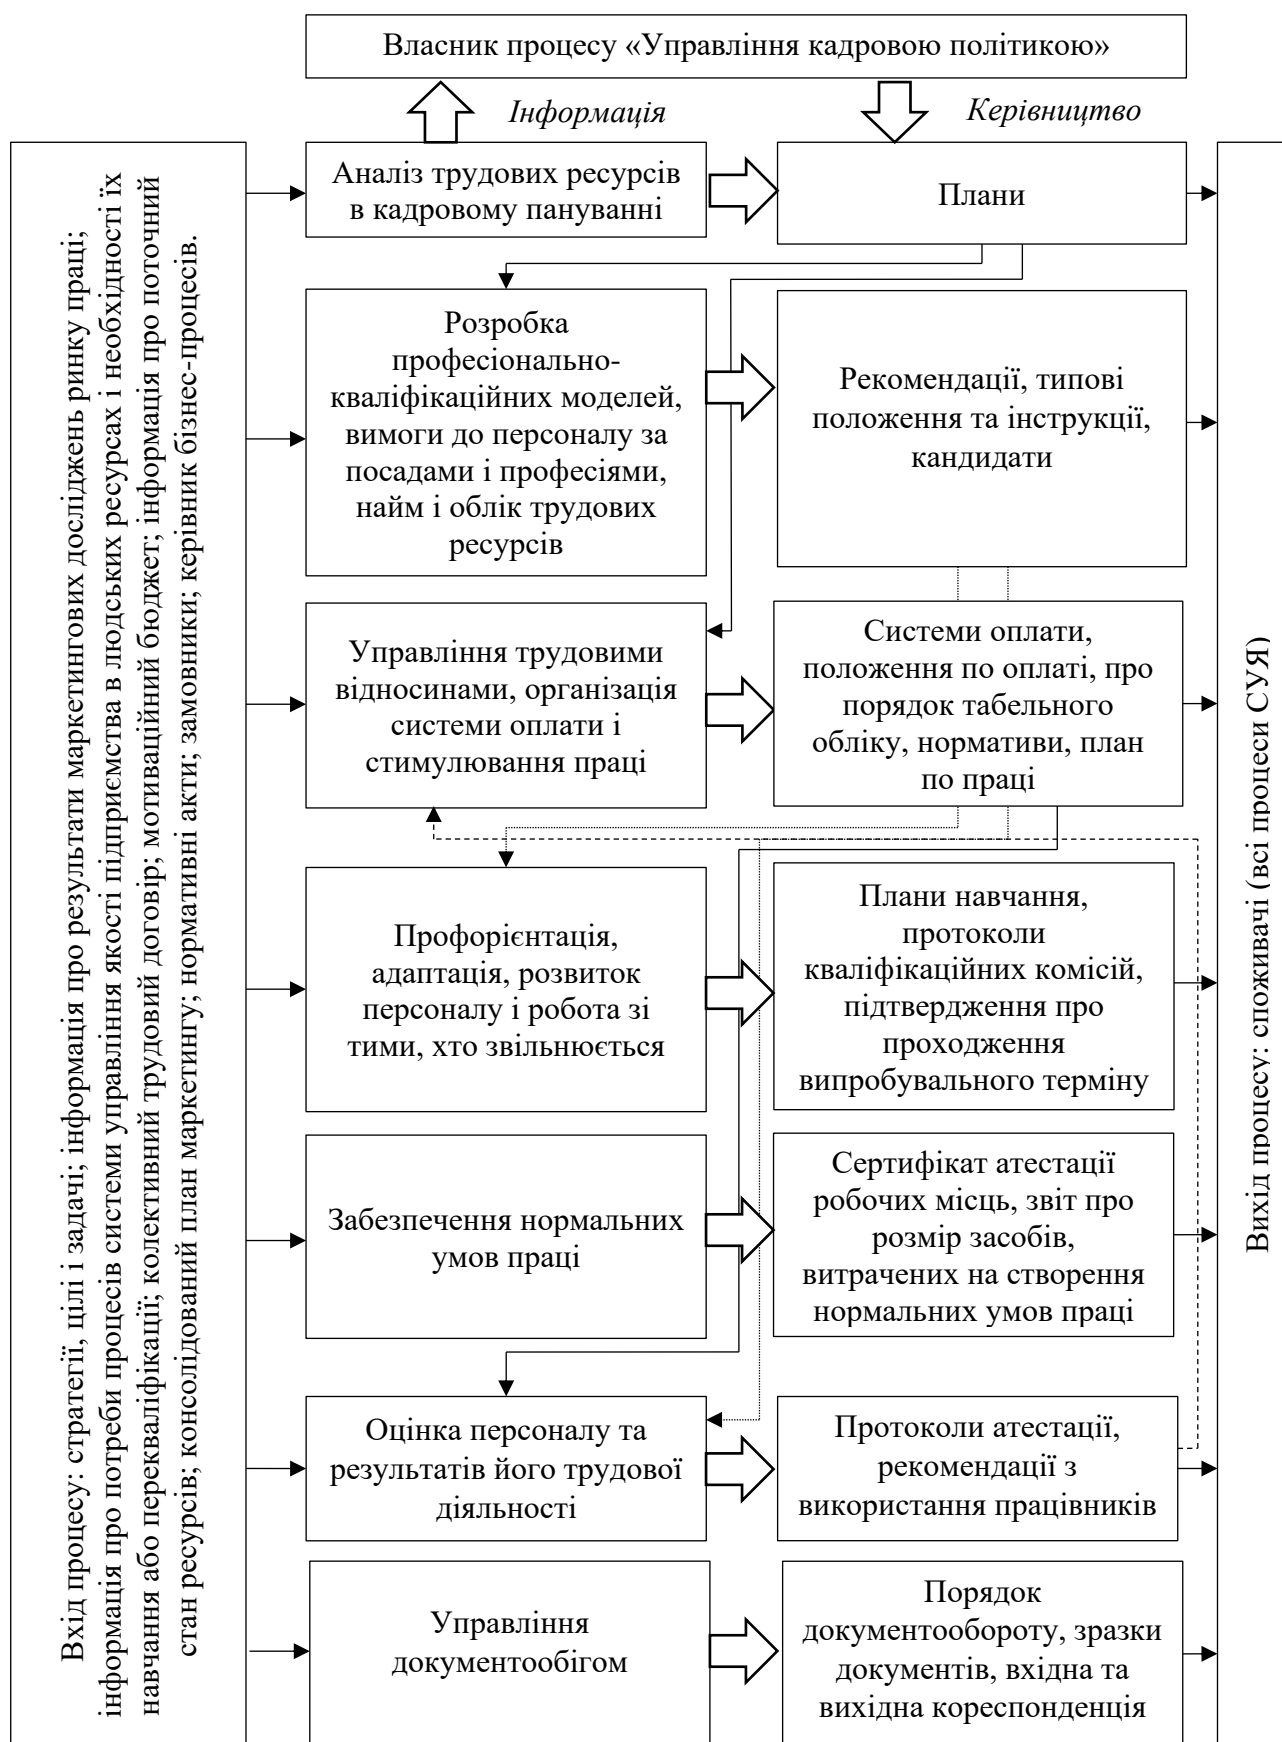 Власник процесу «Управління кадровою політикою»
Інформація
Керівництво
Вхід процесу: стратегії, цілі і задачі; інформація про результати маркетингових досліджень ринку праці;
інформація про потреби процесів системи управління якості підприємства в людських ресурсах і необхідності їх
навчання або перекваліфікації; колективний трудовий договір; мотиваційний бюджет; інформація про поточний
стан ресурсів; консолідований план маркетингу; нормативні акти; замовники; керівник бізнес-процесів.
Аналіз трудових ресурсів
в кадровому пануванні
Плани
Розробка
професіонально-
кваліфікаційних моделей,
вимоги до персоналу за
посадами і професіями,
найм і облік трудових
ресурсів
Рекомендації, типові
положення та інструкції,
кандидати
Управління трудовими
відносинами, організація
системи оплати і
стимулювання праці
Системи оплати,
положення по оплаті, про
порядок табельного
обліку, нормативи, план
по праці
Профорієнтація,
адаптація, розвиток
персоналу і робота зі
тими, хто звільнюється
Плани навчання,
протоколи
кваліфікаційних комісій,
підтвердження про
проходження
випробувального терміну
Забезпечення нормальних
умов праці
Сертифікат атестації
робочих місць, звіт про
розмір засобів,
витрачених на створення
нормальних умов праці
Оцінка персоналу та
результатів його трудової
діяльності
Протоколи атестації,
рекомендації з
використання працівників
Управління
документообігом
Порядок
документообороту, зразки
документів, вхідна та
вихідна кореспонденція
Вихід процесу: споживачі (всі процеси СУЯ)